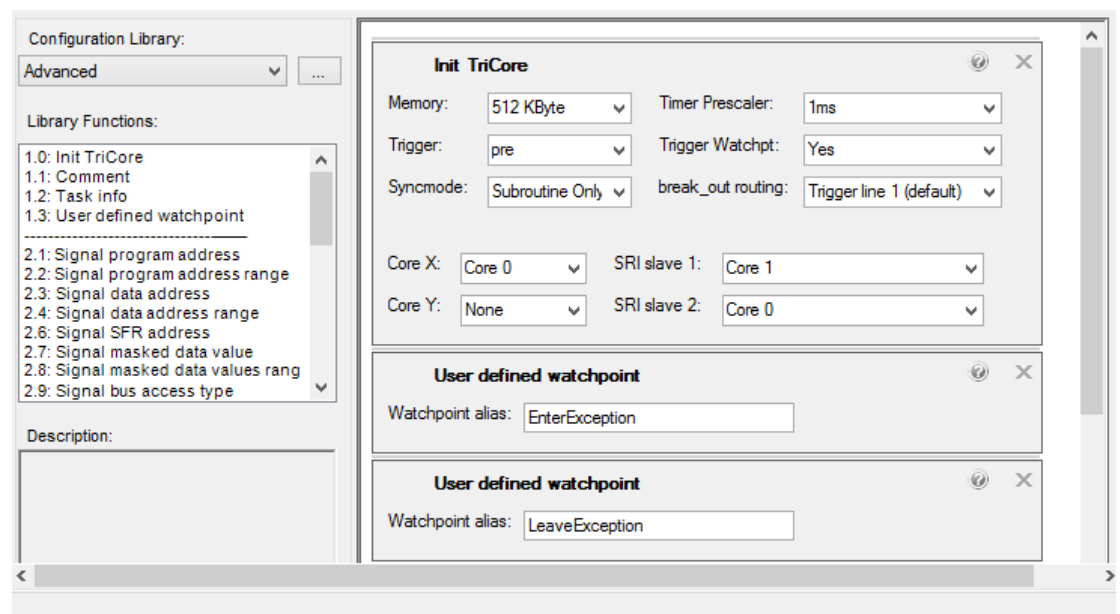 Configuration Library:
Advanced
...
Library Functions:
1.0: Init TriCore
1.1: Comment
1.2: Task info
1.3: User defined watchpoint
--------------------------------
2.1: Signal program address
2.2: Signal program address range
2.3: Signal data address
2.4: Signal data address range
2.6: Signal SFR address
2.7: Signal masked data value
2.8: Signal masked data values rang
2.9: Signal bus access type
Description:
Init TriCore
Memory: 512 KByte Timer Prescaler: 1ms
Trigger: pre Trigger Watchpt: Yes
Syncmode: Subroutine Only break_out routing: Trigger line 1 (default)
Core X: Core 0 SRI slave 1: Core 1
Core Y: None SRI slave 2: Core 0
User defined watchpoint
Watchpoint alias: EnterException
User defined watchpoint
Watchpoint alias: LeaveException